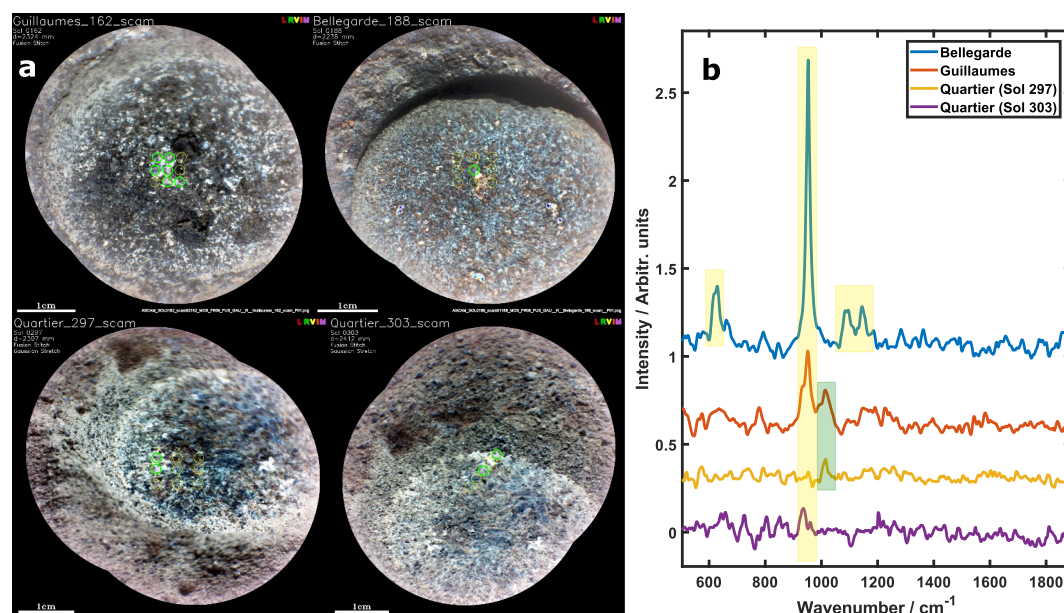 Guillaumes_162_scam
LRVIM
Sol 0162
d=2324 mm
Fusion Stitch
a
1cm
Bellegarde_188_scam
LRVIM
Sol 0188
d=2238 mm
Fusion Stitch
1cm
Quartier_297_scam
LRVIM
Sol 0297
d=2397 mm
Fusion Stitch
Gaussian Stretch
1cm
Quartier_303_scam
LRVIM
Sol 0303
d=2412 mm
Fusion Stitch
Gaussian Stretch
1cm
b
Bellegarde
Guillaumes
Quartier (Sol 297)
Quartier (Sol 303)
Intensity / Arbitr. units
2.5
2
1.5
1
0.5
0
600 800 1000 1200 1400 1600 1800
Wavenumber / cm⁻¹